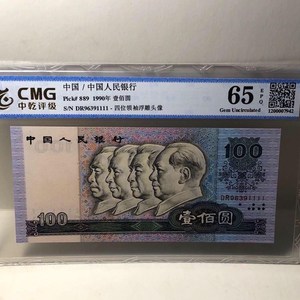 CMG
中乾评级
中国 / 中国人民银行
Pick# 889 1990年 壹佰圆
S/N DR96391111 - 四位领袖浮雕头像
65 EPQ
Gem Uncirculated
1200007942
中国人民银行
100
DR96391111
100
壹佰圆